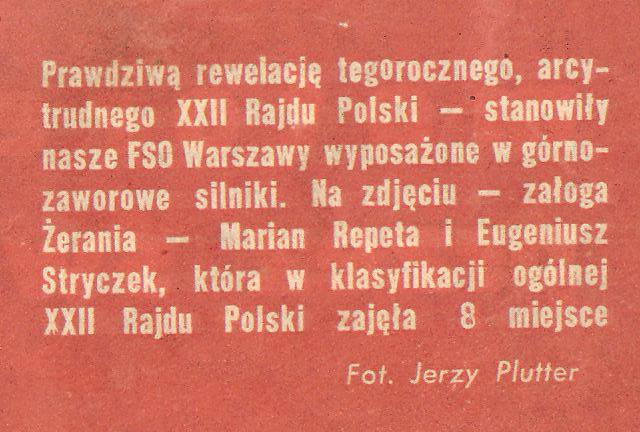 Prawdziwą rewelację tegorocznego, arcy-
trudnego XXII Rajdu Polski — stanowiły
nasze FSO Warszawy wyposażone w górno-
zaworowe silniki. Na zdjęciu — załoga
Żerania — Marian Repeta i Eugeniusz
Stryczek, która w klasyfikacji ogólnej
XXII Rajdu Polski zajęła 8 miejsce
Fot. Jerzy Plutter